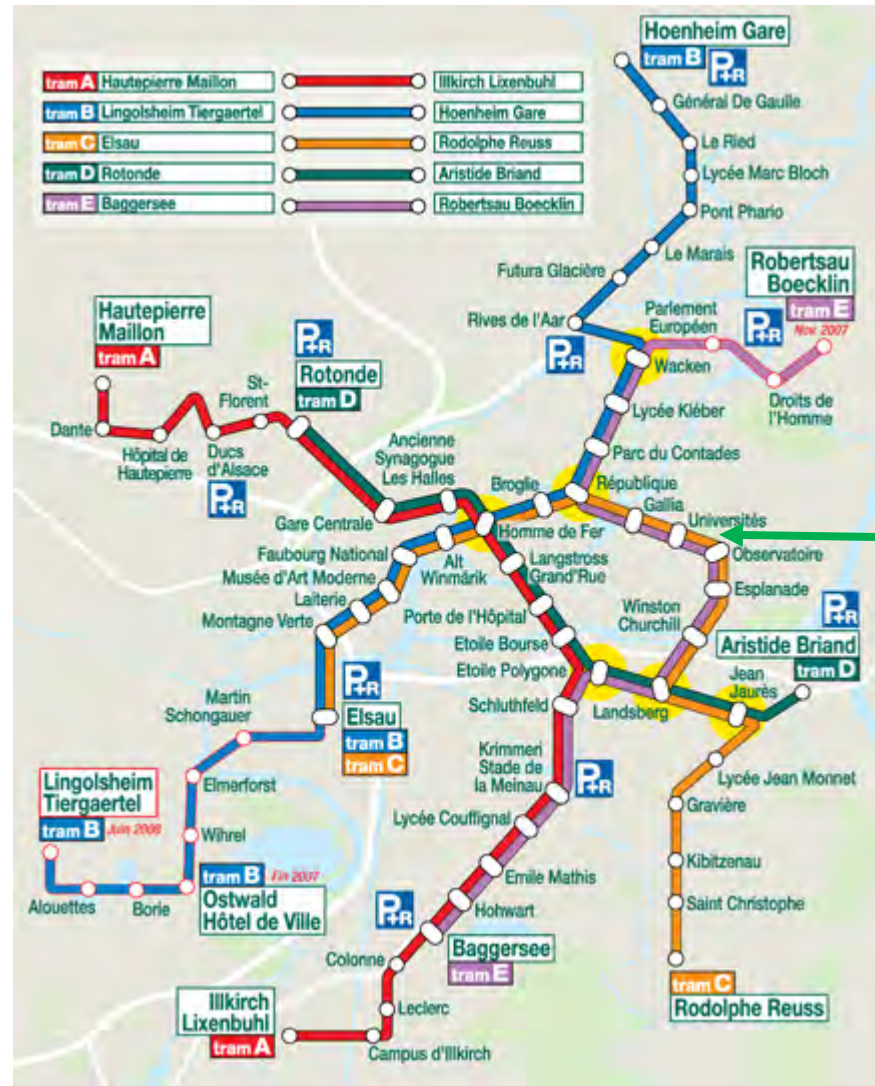 Hoenheim Gare
tram B
P+R
tram A Hautepierre Maillon Illkirch Lixenbuhl
tram B Lingolsheim Tiergaertel Hoenheim Gare
tram C Elsau Rodolphe Reuss
tram D Rotonde Aristide Briand
tram E Baggersee Robertsau Boecklin
Général De Gaulle
Le Ried
Lycée Marc Bloch
Pont Phario
Le Marais
Futura Glacière
Rives de l'Aar
P+R
Parlement
Européen
P+R
Robertsau
Boecklin
tram E
Nov. 2007
Wacken
Droits de
l'Homme
Hautepierre
Maillon
tram A
P+R
Rotonde
tram D
St-
Florent
Dante
Hôpital de
Hautepierre
Ducs
d'Alsace
P+R
Ancienne
Synagogue
Les Halles
Lycée Kléber
Parc du Contades
Broglie
République
Gallia
Universités
Gare Centrale
Homme de Fer
Observatoire
Faubourg National
Alt
Winmärik
Langstross
Grand'Rue
Musée d'Art Moderne
Laiterie
Esplanade
Montagne Verte
Porte de l'Hôpital
Winston
Churchill
P+R
Etoile Bourse
Aristide Briand
tram D
Etoile Polygone
Jean
Jaurès
Schluthfeld
Landsberg
P+R
Elsau
tram B
tram C
Martin
Schongauer
Krimmeri
Stade de
la Meinau
P+R
Lycée Jean Monnet
Lingolsheim
Tiergaertel
tram B Juin 2008
Elmerforst
Gravière
Lycée Couffignal
Wihrel
Kibitzenau
Emile Mathis
tram B Fin 2007
Ostwald
Hôtel de Ville
Alouettes
Borie
P+R
Hohwart
Saint Christophe
Baggersee
tram E
Colonne
tram C
Rodolphe Reuss
Illkirch
Lixenbuhl
tram A
Leclerc
Campus d'Illkirch